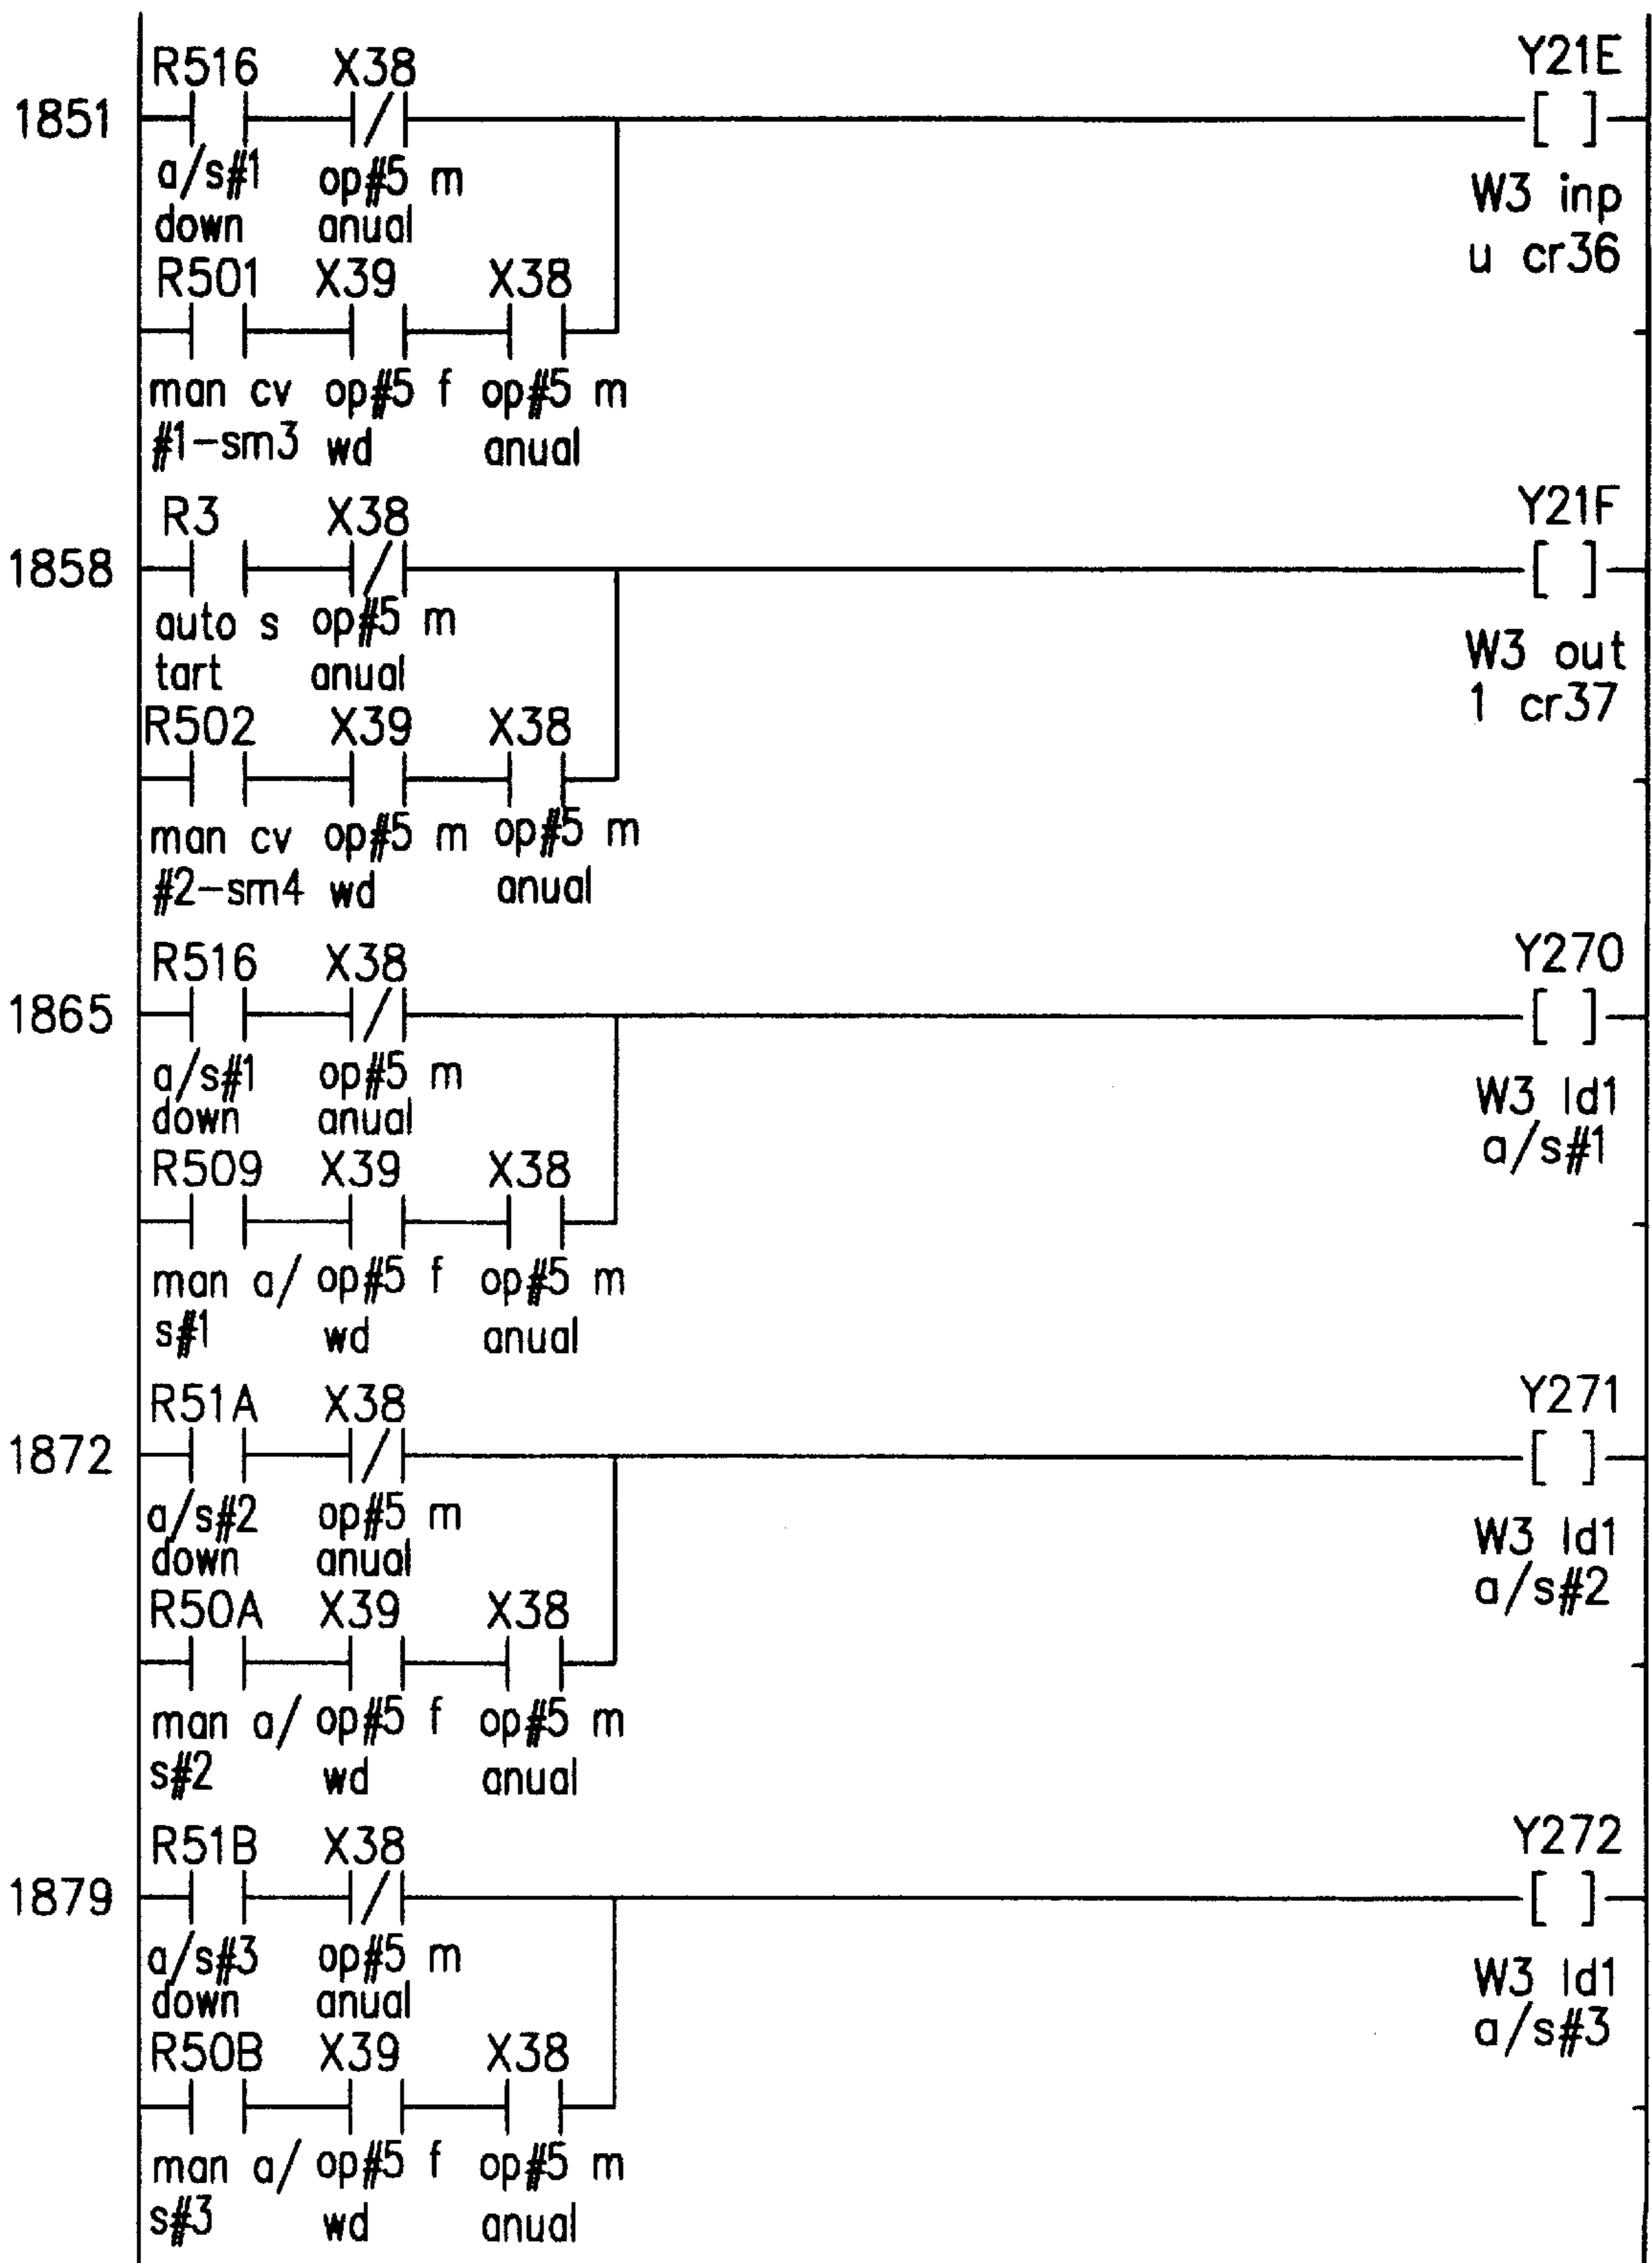 R516 X38 Y21E
1851
a/s#1 op#5 m W3 inp
down anual u cr36
R501 X39 X38
man cv op#5 f op#5 m
#1-sm3 wd anual
R3 X38 Y21F
1858
auto s op#5 m W3 out
tart anual 1 cr37
R502 X39 X38
man cv op#5 m op#5 m
#2-sm4 wd anual
R516 X38 Y270
1865
a/s#1 op#5 m W3 ld1
down anual a/s#1
R509 X39 X38
man a/ op#5 f op#5 m
s#1 wd anual
R51A X38 Y271
1872
a/s#2 op#5 m W3 ld1
down anual a/s#2
R50A X39 X38
man a/ op#5 f op#5 m
s#2 wd anual
R51B X38 Y272
1879
a/s#3 op#5 m W3 ld1
down anual a/s#3
R50B X39 X38
man a/ op#5 f op#5 m
s#3 wd anual